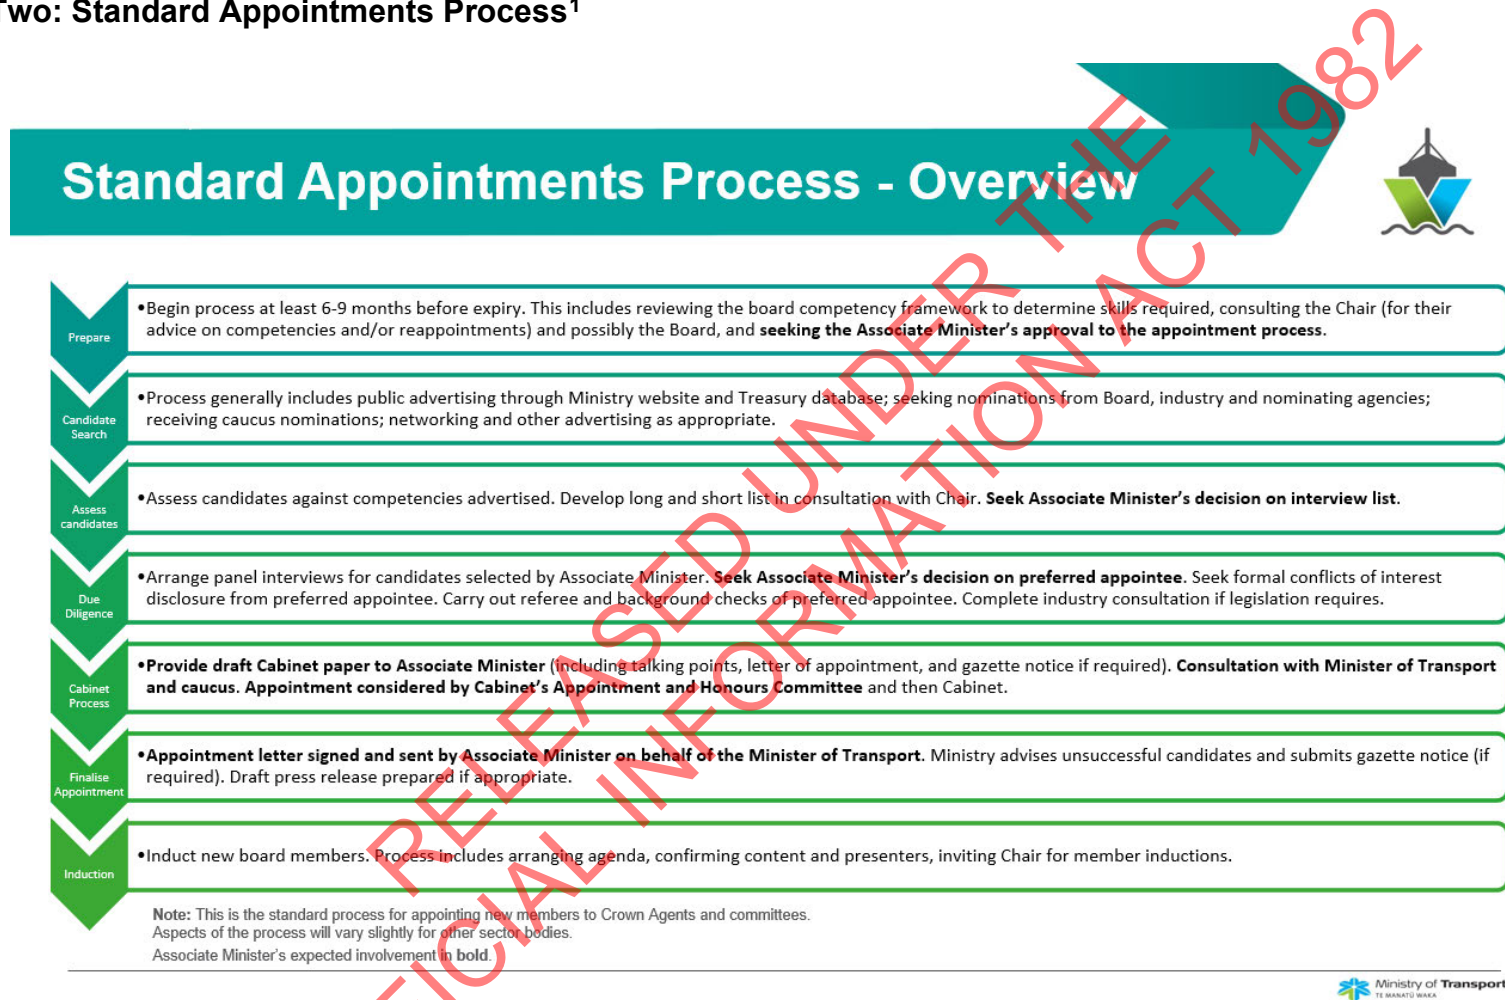 Two: Standard Appointments Process¹
Standard Appointments Process - Overview
Prepare
•Begin process at least 6-9 months before expiry. This includes reviewing the board competency framework to determine skills required, consulting the Chair (for their
advice on competencies and/or reappointments) and possibly the Board, and seeking the Associate Minister's approval to the appointment process.
Candidate
Search
•Process generally includes public advertising through Ministry website and Treasury database; seeking nominations from Board, industry and nominating agencies;
receiving caucus nominations; networking and other advertising as appropriate.
Assess
candidates
•Assess candidates against competencies advertised. Develop long and short list in consultation with Chair. Seek Associate Minister's decision on interview list.
Due
Diligence
•Arrange panel interviews for candidates selected by Associate Minister. Seek Associate Minister's decision on preferred appointee. Seek formal conflicts of interest
disclosure from preferred appointee. Carry out referee and background checks of preferred appointee. Complete industry consultation if legislation requires.
Cabinet
Process
•Provide draft Cabinet paper to Associate Minister (including talking points, letter of appointment, and gazette notice if required). Consultation with Minister of Transport
and caucus. Appointment considered by Cabinet's Appointment and Honours Committee and then Cabinet.
Finalise
Appointment
•Appointment letter signed and sent by Associate Minister on behalf of the Minister of Transport. Ministry advises unsuccessful candidates and submits gazette notice (if
required). Draft press release prepared if appropriate.
Induction
•Induct new board members. Process includes arranging agenda, confirming content and presenters, inviting Chair for member inductions.
Note: This is the standard process for appointing new members to Crown Agents and committees.
Aspects of the process will vary slightly for other sector bodies.
Associate Minister's expected involvement in bold.
Ministry of Transport
TE MANATŪ WAKA
RELEASED UNDER THE
ICIAL INFORMATION ACT 1982